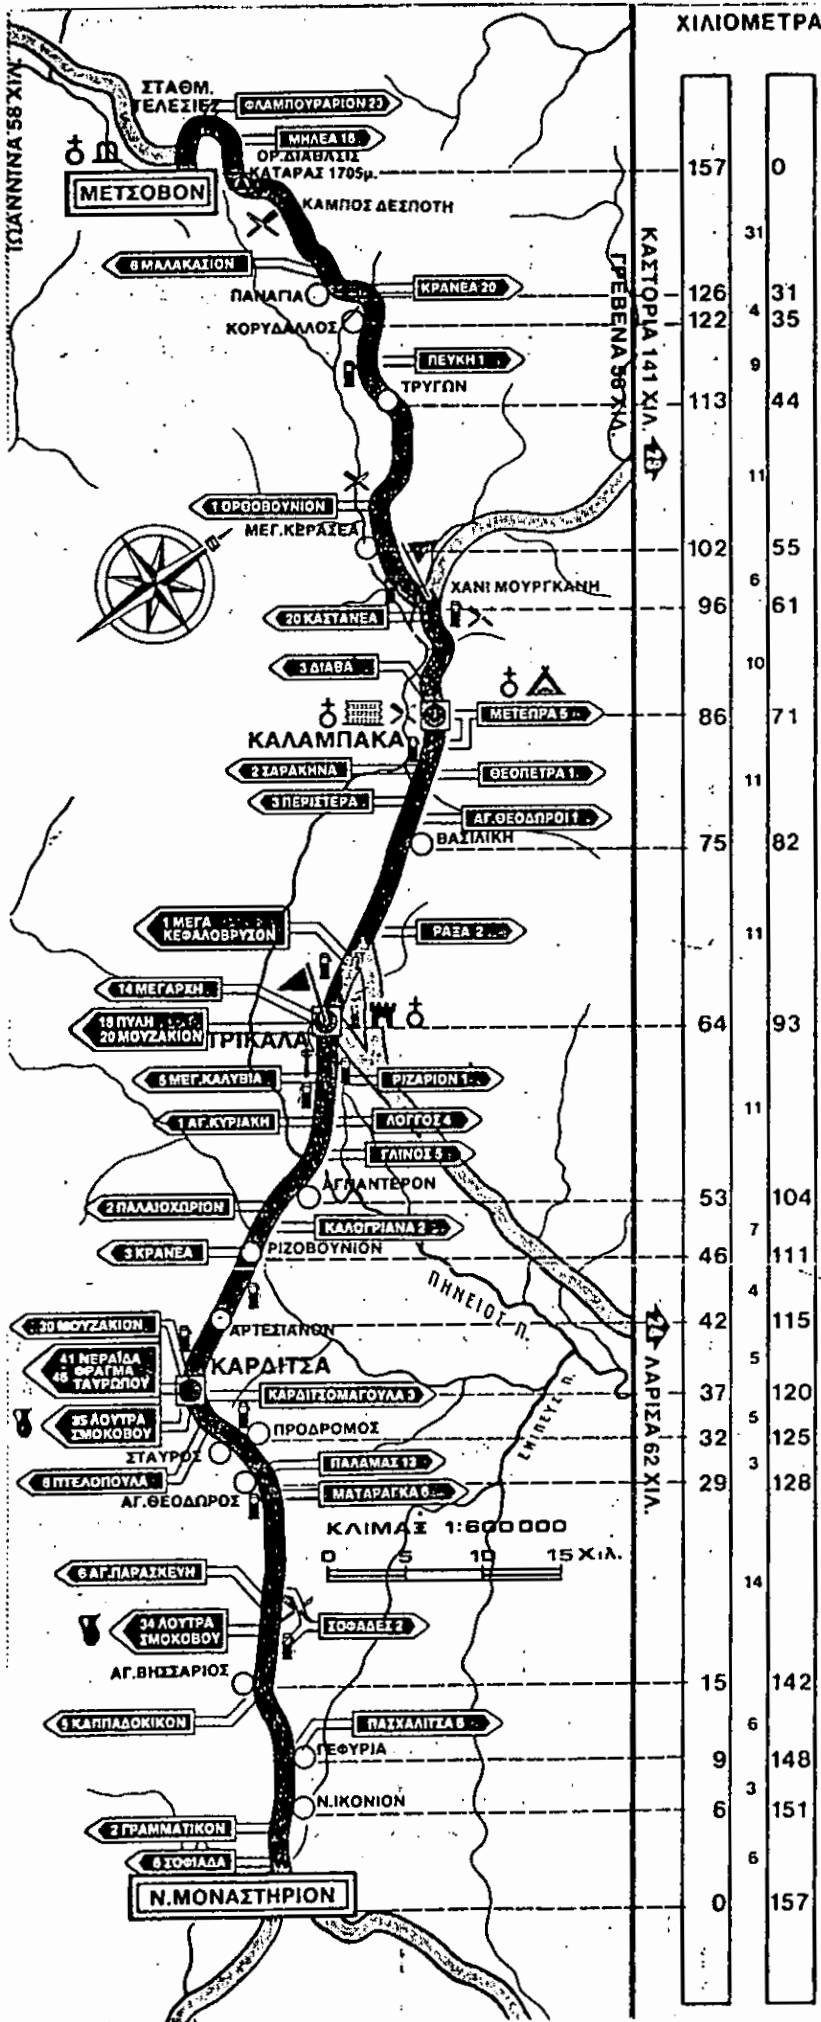 ΧΙΛΙΟΜΕΤΡΑ
ΙΩΑΝΝΙΝΑ 58 ΧΙΛ.
ΣΤΑΘΜ.
ΤΕΛΕΣΙΕΖ
ΦΛΑΜΠΟΥΡΑΡΙΟΝ 23
ΜΗΛΕΑ 18
ΟΡ.ΔΙΑΒΑΣΙΣ
ΚΑΤΑΡΑΣ 1705μ.
157 0
ΜΕΤΣΟΒΟΝ
ΚΑΜΠΟΣ ΔΕΣΠΟΤΗ
31
ΚΑΣΤΟΡΙΑ 141 ΧΙΛ.
ΓΡΕΒΕΝΑ 58 ΧΙΛ.
6 ΜΑΛΑΚΑΣΙΟΝ
ΚΡΑΝΕΑ 20
ΠΑΝΑΓΙΑ
126 31
4
ΚΟΡΥΔΑΛΛΟΣ
122 35
ΠΕΥΚΗ 1
9
ΤΡΥΓΩΝ
113 44
11
1 ΟΡΘΟΒΟΥΝΙΟΝ
ΜΕΓ.ΚΕΡΑΣΕΑ
102 55
6
ΧΑΝΙ ΜΟΥΡΓΚΑΝΗ
96 61
20 ΚΑΣΤΑΝΕΑ
10
3 ΔΙΑΒΑ
ΜΕΤΕΩΡΑ 5
86 71
ΚΑΛΑΜΠΑΚΑ
2 ΣΑΡΑΚΗΝΑ
ΘΕΟΠΕΤΡΑ 1
11
3 ΠΕΡΙΣΤΕΡΑ
ΑΓ.ΘΕΟΔΩΡΟΙ 1
ΒΑΣΙΛΙΚΗ
75 82
1 ΜΕΓΑ
ΚΕΦΑΛΟΒΡΥΣΟΝ
ΡΑΞΑ 2
11
14 ΜΕΓΑΡΧΗ
18 ΠΥΛΗ
20 ΜΟΥΖΑΚΙΟΝ
ΤΡΙΚΑΛΑ
64 93
5 ΜΕΓ.ΚΑΛΥΒΙΑ
ΡΙΖΑΡΙΟΝ 1
11
1 ΑΓ.ΚΥΡΙΑΚΗ
ΛΟΓΓΟΣ 4
ΓΛΙΝΟΣ 5
ΑΓΝΑΝΤΕΡΟΝ
53 104
2 ΠΑΛΑΙΟΧΩΡΙΟΝ
ΚΑΛΟΓΡΙΑΝΑ 2
7
3 ΚΡΑΝΕΑ
ΡΙΖΟΒΟΥΝΙΟΝ
46 111
ΠΗΝΕΙΟΣ Π.
4
30 ΜΟΥΖΑΚΙΟΝ
ΑΡΤΕΣΙΑΝΟΝ
42 115
41 ΝΕΡΑΪΔΑ
ΦΡΑΓΜΑ
ΤΑΥΡΩΠΟΥ
ΚΑΡΔΙΤΣΑ
5
ΛΑΡΙΣΑ 62 ΧΙΛ.
ΚΑΡΔΙΤΣΟΜΑΓΟΥΛΑ 3
37 120
35 ΛΟΥΤΡΑ
ΣΜΟΚΟΒΟΥ
5
ΕΝΙΠΕΥΣ Π.
ΠΡΟΔΡΟΜΟΣ
32 125
ΣΤΑΥΡΟΣ
ΠΑΛΑΜΑΣ 13
3
ΠΤΕΛΟΠΟΥΛΑ
ΑΓ.ΘΕΟΔΩΡΟΣ
ΜΑΤΑΡΑΓΚΑ 6
29 128
ΚΛΙΜΑΞ 1:600 000
0 5 10 15 Χιλ.
6 ΑΓ.ΠΑΡΑΣΚΕΥΗ
14
34 ΛΟΥΤΡΑ
ΣΜΟΚΟΒΟΥ
ΣΟΦΑΔΕΣ 2
ΑΓ.ΒΗΣΣΑΡΙΟΣ
15 142
5 ΚΑΠΠΑΔΟΚΙΚΟΝ
ΠΑΣΧΑΛΙΤΣΑ 5
6
ΓΕΦΥΡΙΑ
9 148
3
Ν.ΙΚΟΝΙΟΝ
6 151
2 ΓΡΑΜΜΑΤΙΚΟΝ
6 ΣΟΦΙΑΔΑ
6
Ν.ΜΟΝΑΣΤΗΡΙΟΝ
0 157